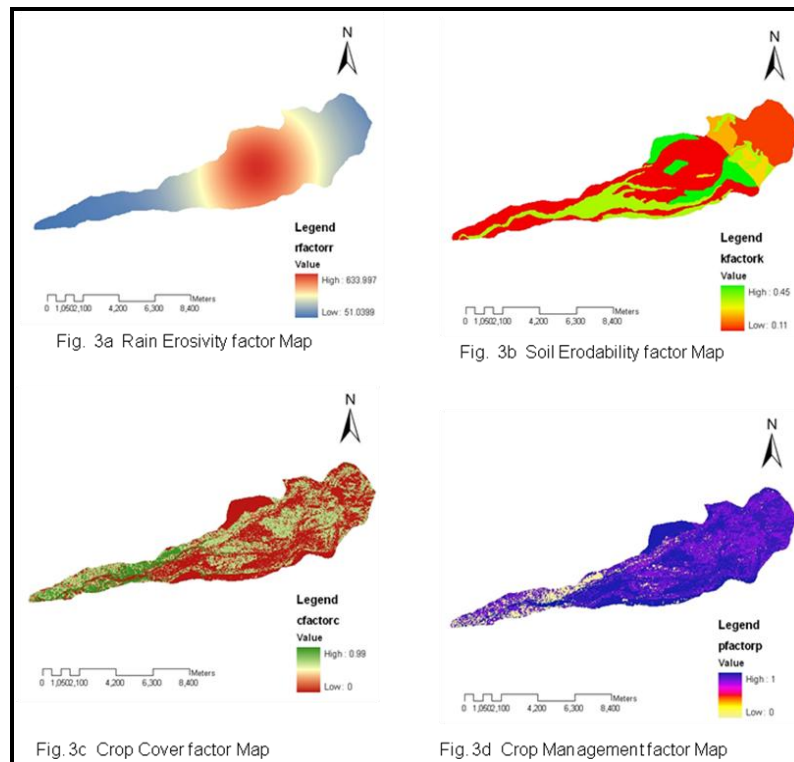 N
Legend
rfactorr
Value
High : 633.997
Low : 51.0399
Meters
0 1,0502,100 4,200 6,300 8,400
Fig. 3a Rain Erosivity factor Map
N
Legend
kfactork
Value
High : 0.45
Low : 0.11
Meters
0 1,0502,100 4,200 6,300 8,400
Fig. 3b Soil Erodability factor Map
N
Legend
cfactorc
Value
High : 0.99
Low : 0
Meters
0 1,0502,100 4,200 6,300 8,400
Fig. 3c Crop Cover factor Map
N
Legend
pfactorp
Value
High : 1
Low : 0
Meters
0 1,0502,100 4,200 6,300 8,400
Fig. 3d Crop Management factor Map